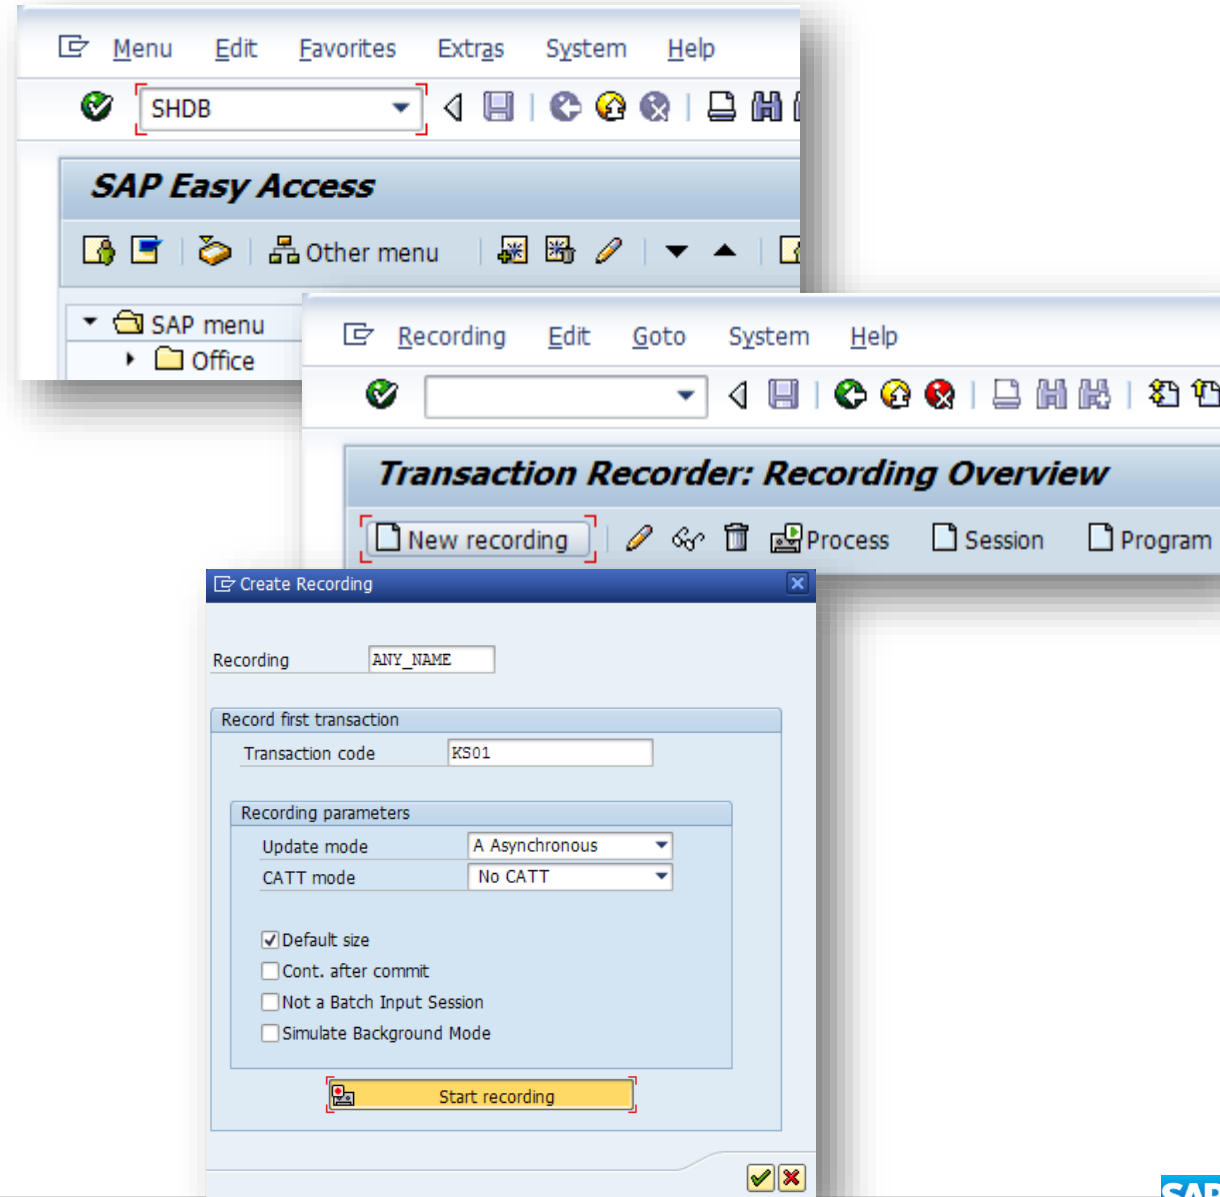 Menu Edit Favorites Extras System Help
SHDB
SAP Easy Access
Other menu
SAP menu
Office
Recording Edit Goto System Help
Transaction Recorder: Recording Overview
New recording Process Session Program
Create Recording
Recording ANY_NAME
Record first transaction
Transaction code KS01
Recording parameters
Update mode A Asynchronous
CATT mode No CATT
Default size
Cont. after commit
Not a Batch Input Session
Simulate Background Mode
Start recording
SAP